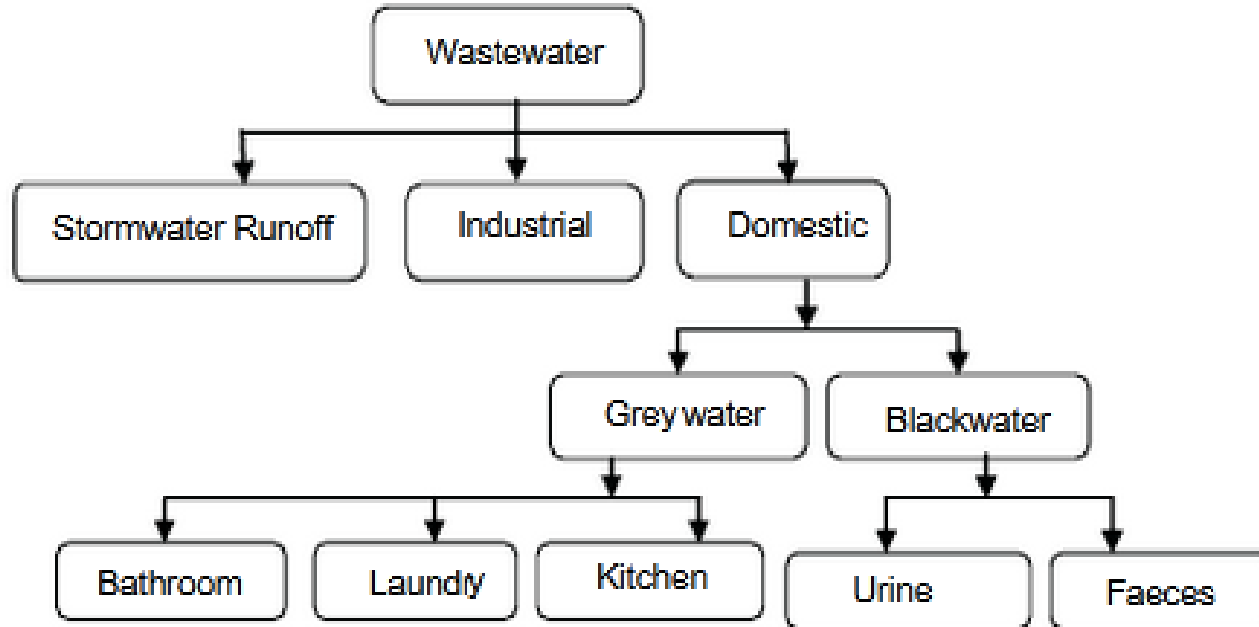 Wastewater
Stormwater Runoff
Industrial
Domestic
Grey water
Blackwater
Bathroom
Laundry
Kitchen
Urine
Faeces